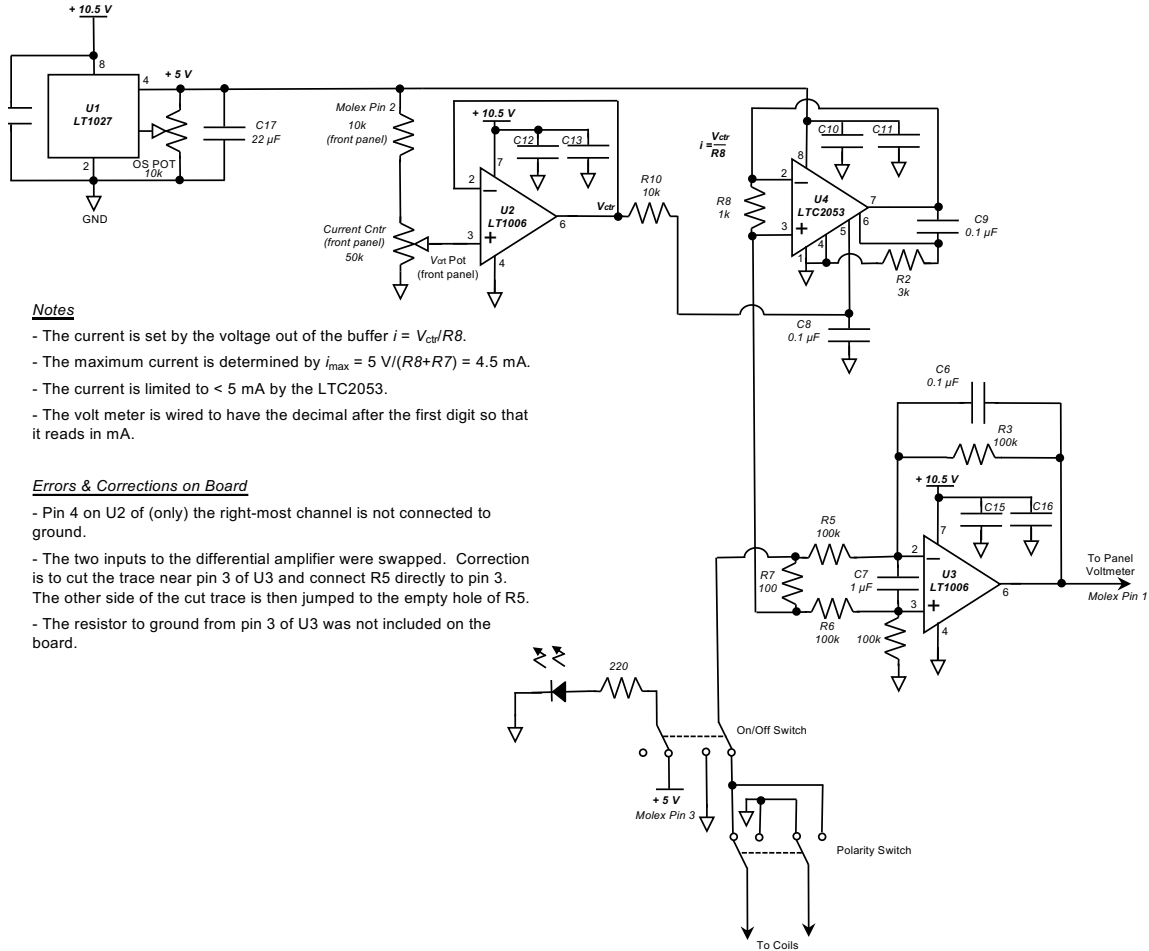 + 10.5 V
8
4
+ 5 V
U1
LT1027
2
OS POT
10k
GND
C17
22 µF
Molex Pin 2
10k
(front panel)
Current Cntr
(front panel)
50k
Vcrt Pot
(front panel)
+ 10.5 V
C12
C13
7
2
−
U2
LT1006
3
+
4
6
Vctr
R10
10k
i = Vctr
R8
R8
1k
C10
C11
8
2
−
U4
LTC2053
7
6
5
3
+
4
1
C9
0.1 µF
R2
3k
C8
0.1 µF
Notes
- The current is set by the voltage out of the buffer i = Vctr/R8.
- The maximum current is determined by imax = 5 V/(R8+R7) = 4.5 mA.
- The current is limited to < 5 mA by the LTC2053.
- The volt meter is wired to have the decimal after the first digit so that
it reads in mA.
Errors & Corrections on Board
- Pin 4 on U2 of (only) the right-most channel is not connected to
ground.
- The two inputs to the differential amplifier were swapped. Correction
is to cut the trace near pin 3 of U3 and connect R5 directly to pin 3.
The other side of the cut trace is then jumped to the empty hole of R5.
- The resistor to ground from pin 3 of U3 was not included on the
board.
C6
0.1 µF
R3
100k
+ 10.5 V
C15
C16
7
R5
100k
2
−
R7
100
C7
1 µF
U3
LT1006
6
3
+
R6
100k
100k
4
To Panel
Voltmeter
Molex Pin 1
220
On/Off Switch
+ 5 V
Molex Pin 3
Polarity Switch
To Coils